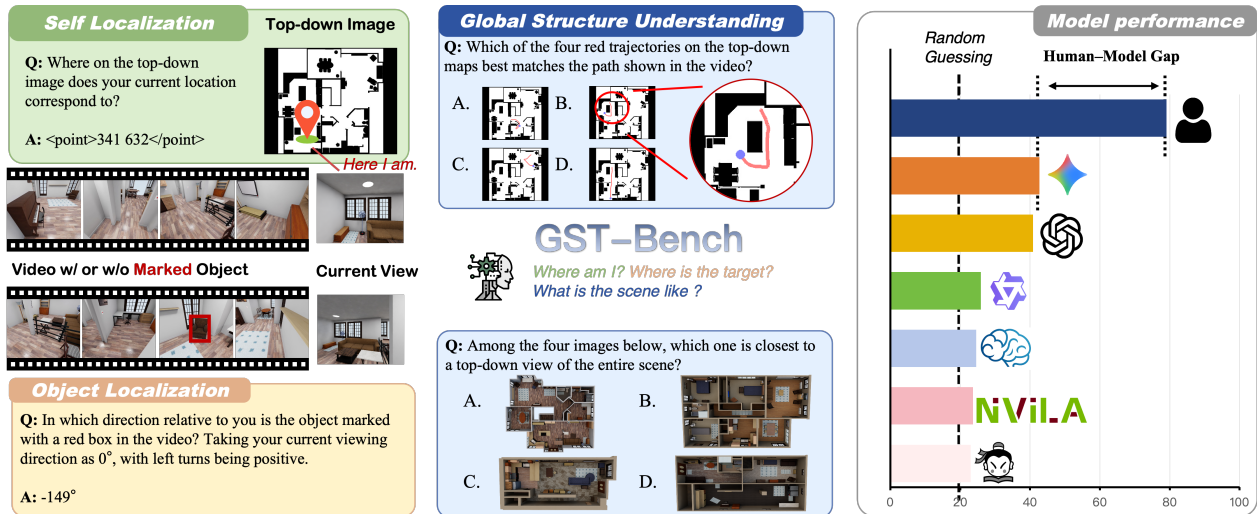 Self Localization
Top-down Image
Q: Where on the top-down
image does your current location
correspond to?
A: <point>341 632</point>
Here I am.
Video w/ or w/o Marked Object
Current View
Object Localization
Q: In which direction relative to you is the object marked
with a red box in the video? Taking your current viewing
direction as 0°, with left turns being positive.
A: -149°
Global Structure Understanding
Q: Which of the four red trajectories on the top-down
maps best matches the path shown in the video?
A.
B.
C.
D.
GST-Bench
Where am I? Where is the target?
What is the scene like ?
Q: Among the four images below, which one is closest to
a top-down view of the entire scene?
A.
B.
C.
D.
Model performance
Random
Guessing
Human–Model Gap
NViLA
0
20
40
60
80
100